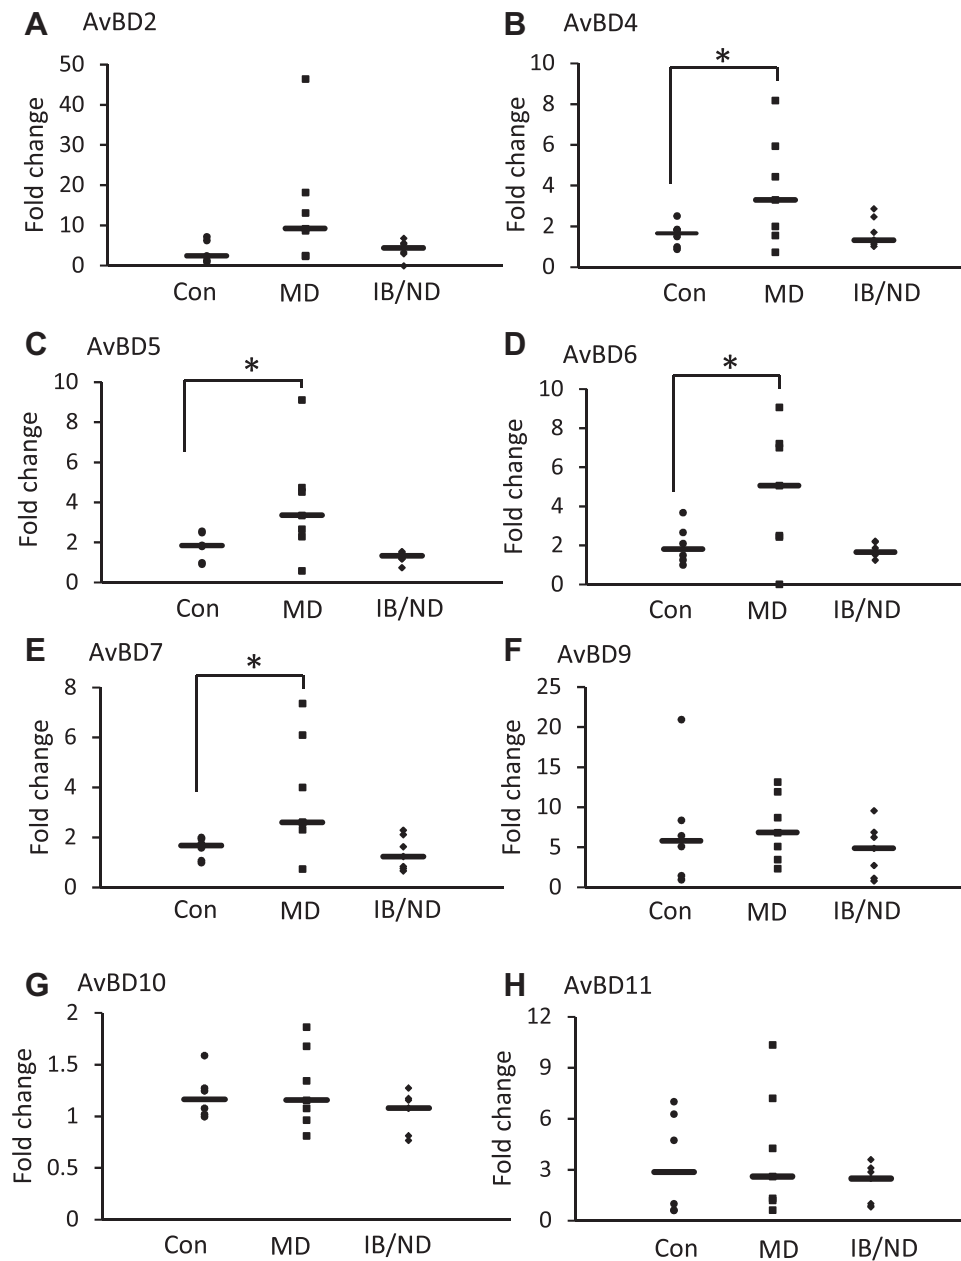 A AvBD2
50
40
30
20
10
0
Fold change
Con MD IB/ND
B AvBD4
10
8
6
4
2
0
Fold change
*
Con MD IB/ND
C AvBD5
10
8
6
4
2
0
Fold change
*
Con MD IB/ND
D AvBD6
10
8
6
4
2
0
Fold change
*
Con MD IB/ND
E AvBD7
8
6
4
2
0
Fold change
*
Con MD IB/ND
F AvBD9
25
20
15
10
5
0
Fold change
Con MD IB/ND
G AvBD10
2
1.5
1
0.5
0
Fold change
Con MD IB/ND
H AvBD11
12
9
6
3
0
Fold change
Con MD IB/ND